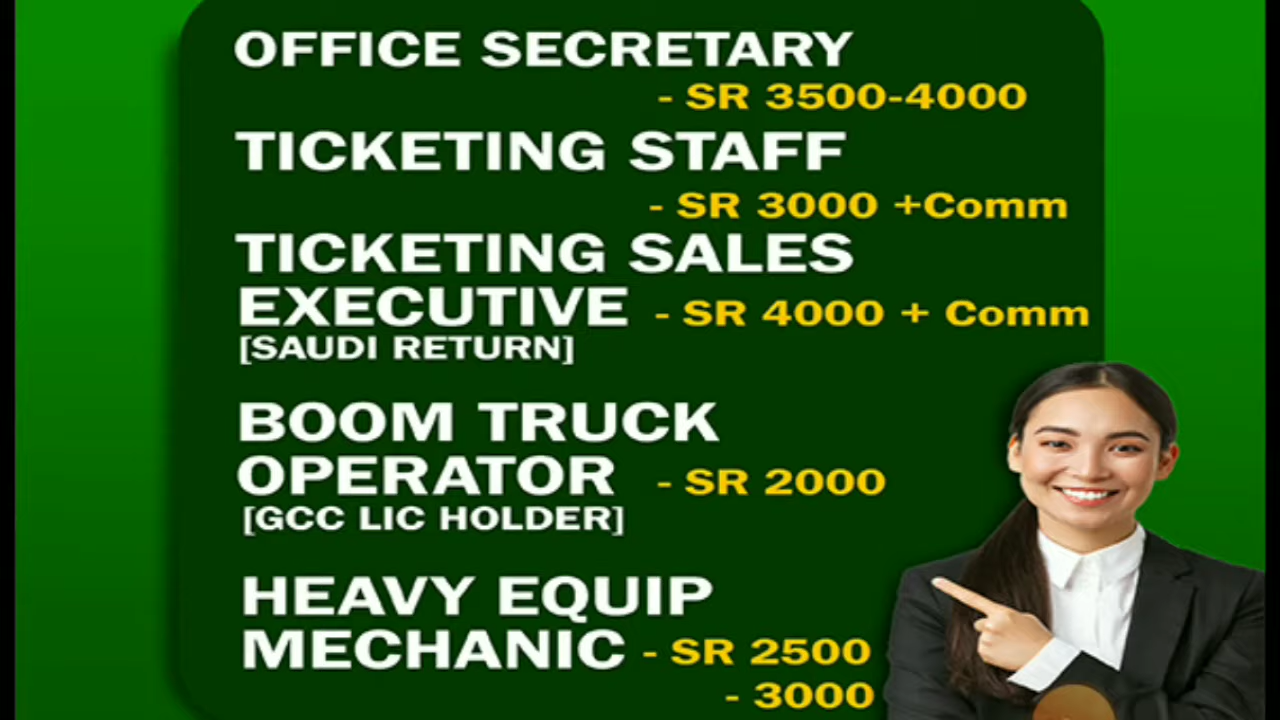 OFFICE SECRETARY
- SR 3500-4000
TICKETING STAFF
- SR 3000 +Comm
TICKETING SALES
EXECUTIVE - SR 4000 + Comm
[SAUDI RETURN]
BOOM TRUCK
OPERATOR - SR 2000
[GCC LIC HOLDER]
HEAVY EQUIP
MECHANIC - SR 2500
- 3000